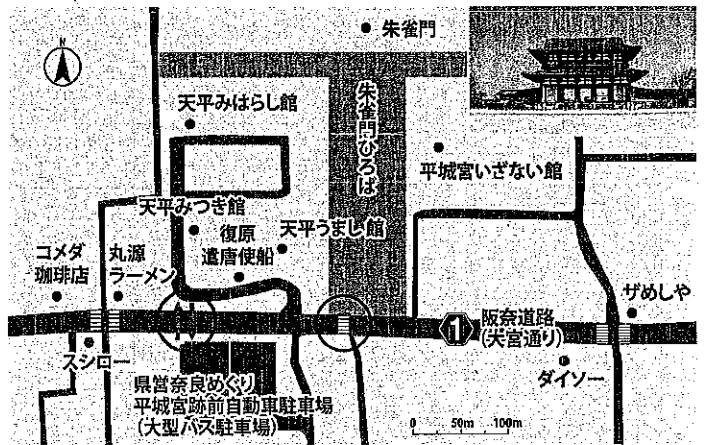 N
朱雀門
天平みはらし館
朱雀門ひろば
平城宮いざない館
天平みつき館
復原
遣唐使船
天平うまし館
コメダ
珈琲店
丸源
ラーメン
ザめしや
1
阪奈道路
(大宮通り)
スシロー
ダイソー
県営奈良めぐり
平城宮跡前自動車駐車場
(大型バス駐車場)
0 50m 100m